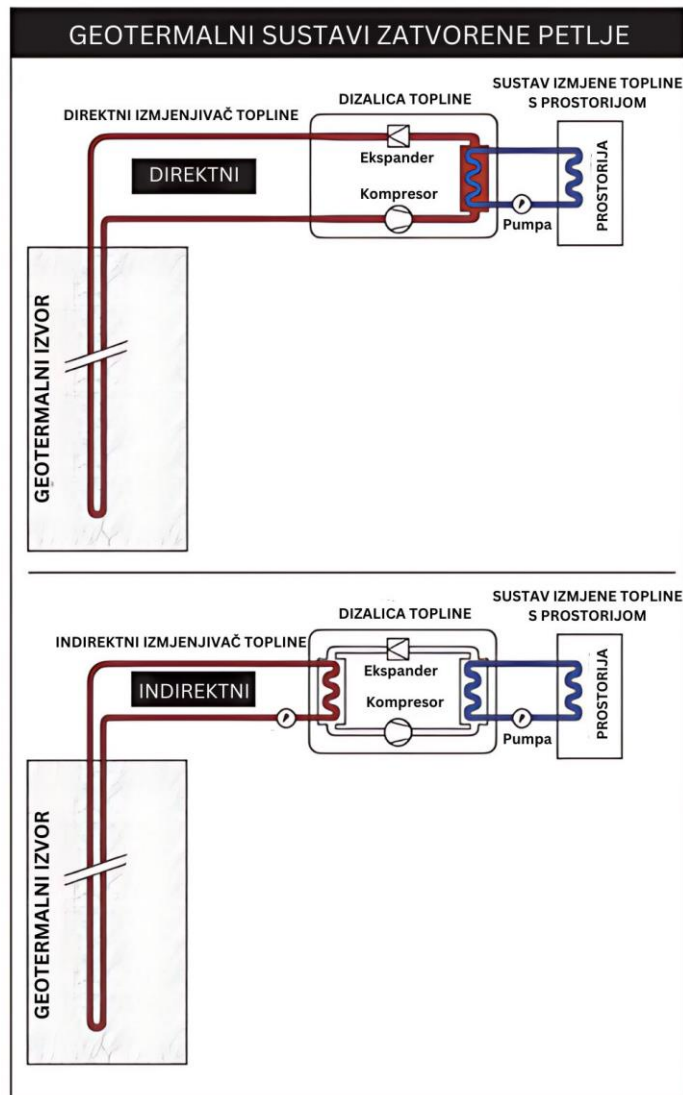 GEOTERMALNI SUSTAVI ZATVORENE PETLJE
SUSTAV IZMJENE TOPLINE
S PROSTORIJOM
DIZALICA TOPLINE
DIREKTNI IZMJENJIVAČ TOPLINE
DIREKTNI
Ekspander
Kompresor
Pumpa
PROSTORIJA
GEOTERMALNI IZVOR
SUSTAV IZMJENE TOPLINE
S PROSTORIJOM
DIZALICA TOPLINE
INDIREKTNI IZMJENJIVAČ TOPLINE
INDIREKTNI
Ekspander
Kompresor
Pumpa
PROSTORIJA
GEOTERMALNI IZVOR